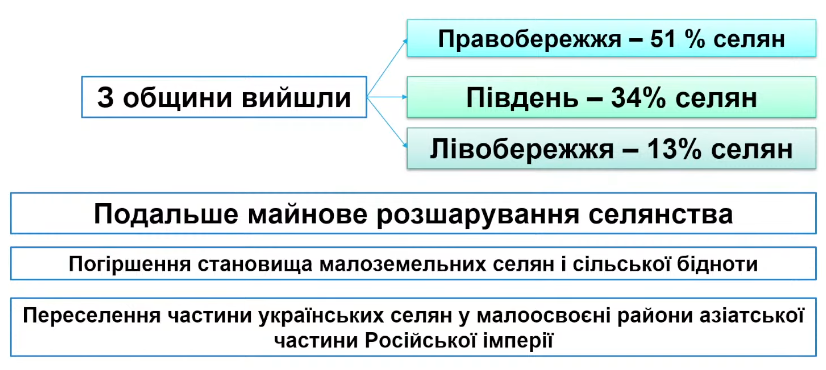 Правобережжя – 51 % селян
З общини вийшли
Південь – 34% селян
Лівобережжя – 13% селян
Подальше майнове розшарування селянства
Погіршення становища малоземельних селян і сільської бідноти
Переселення частини українських селян у малоосвоєні райони азіатської
частини Російської імперії